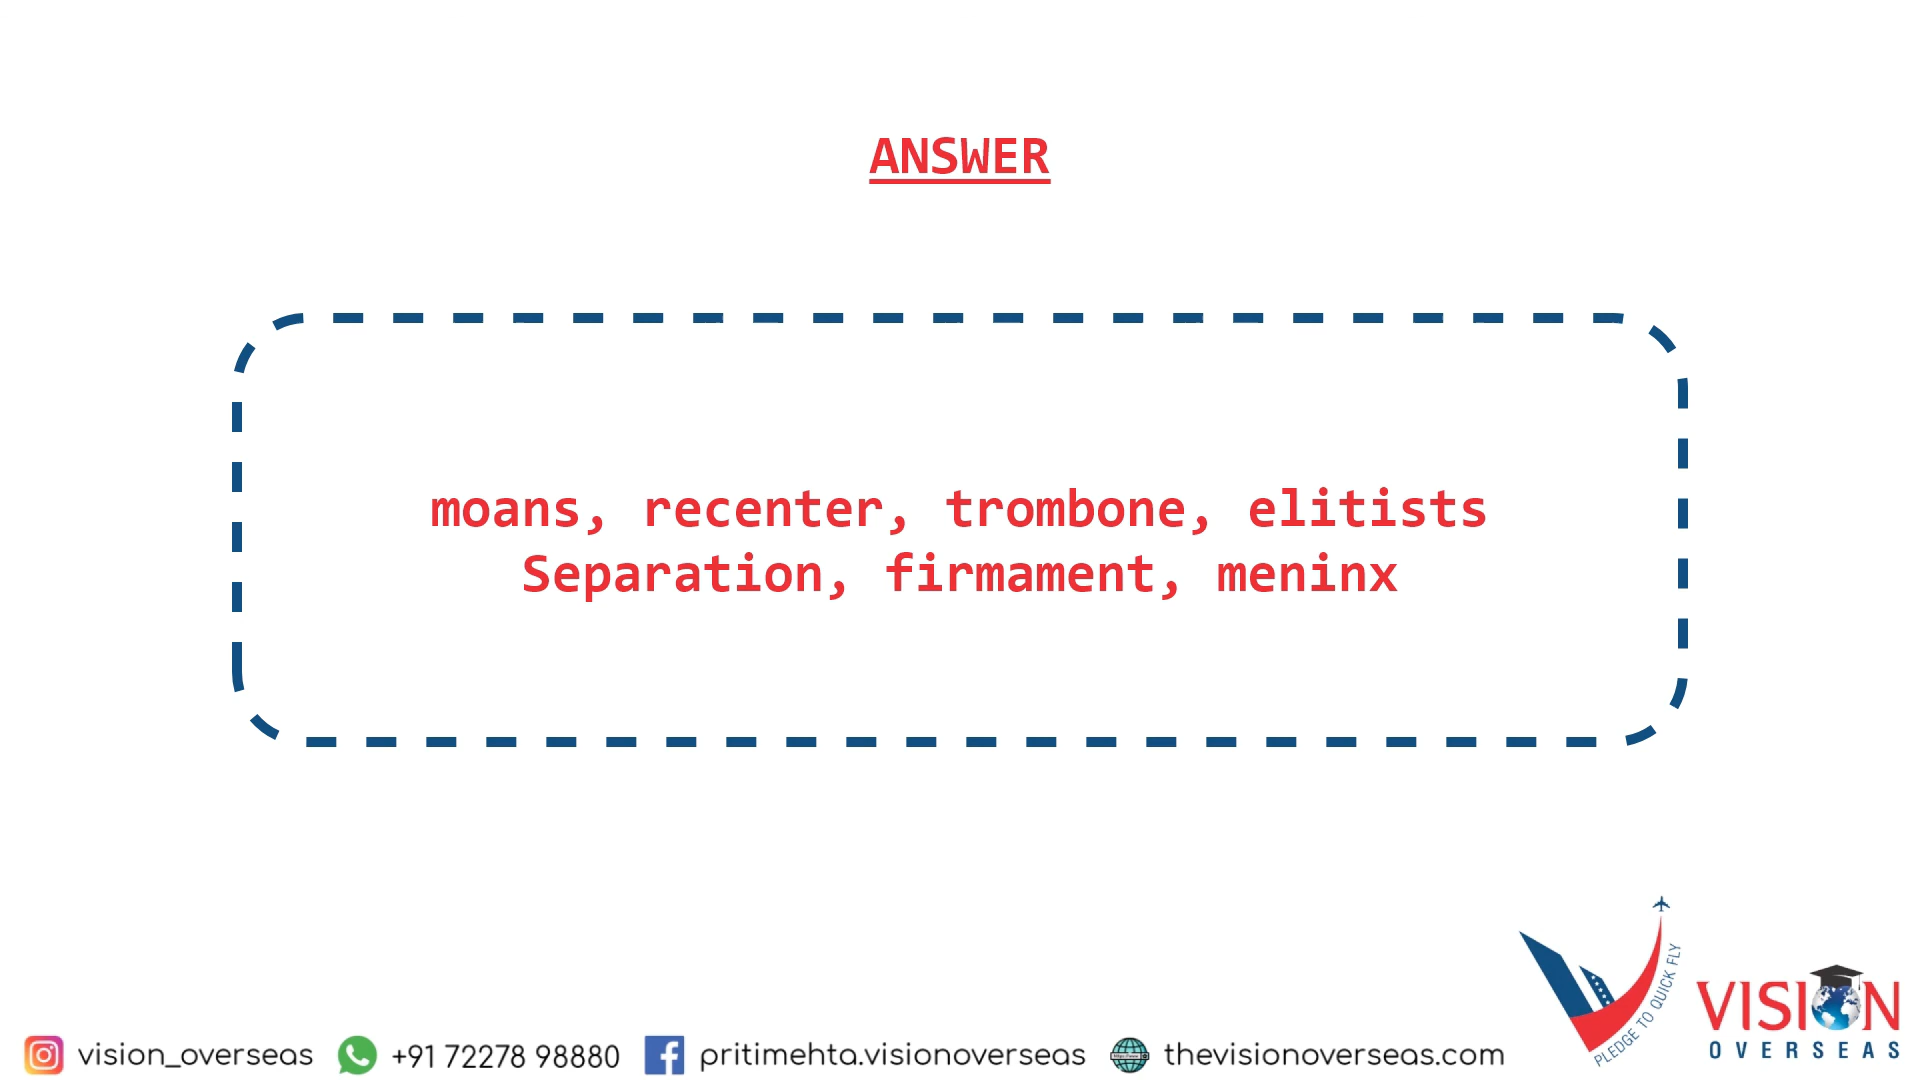 ANSWER
moans, recenter, trombone, elitists
Separation, firmament, meninx
PLEDGE TO QUICK FLY
VISION
OVERSEAS
vision_overseas
+91 72278 98880
pritimehta.visionoverseas
thevisionoverseas.com